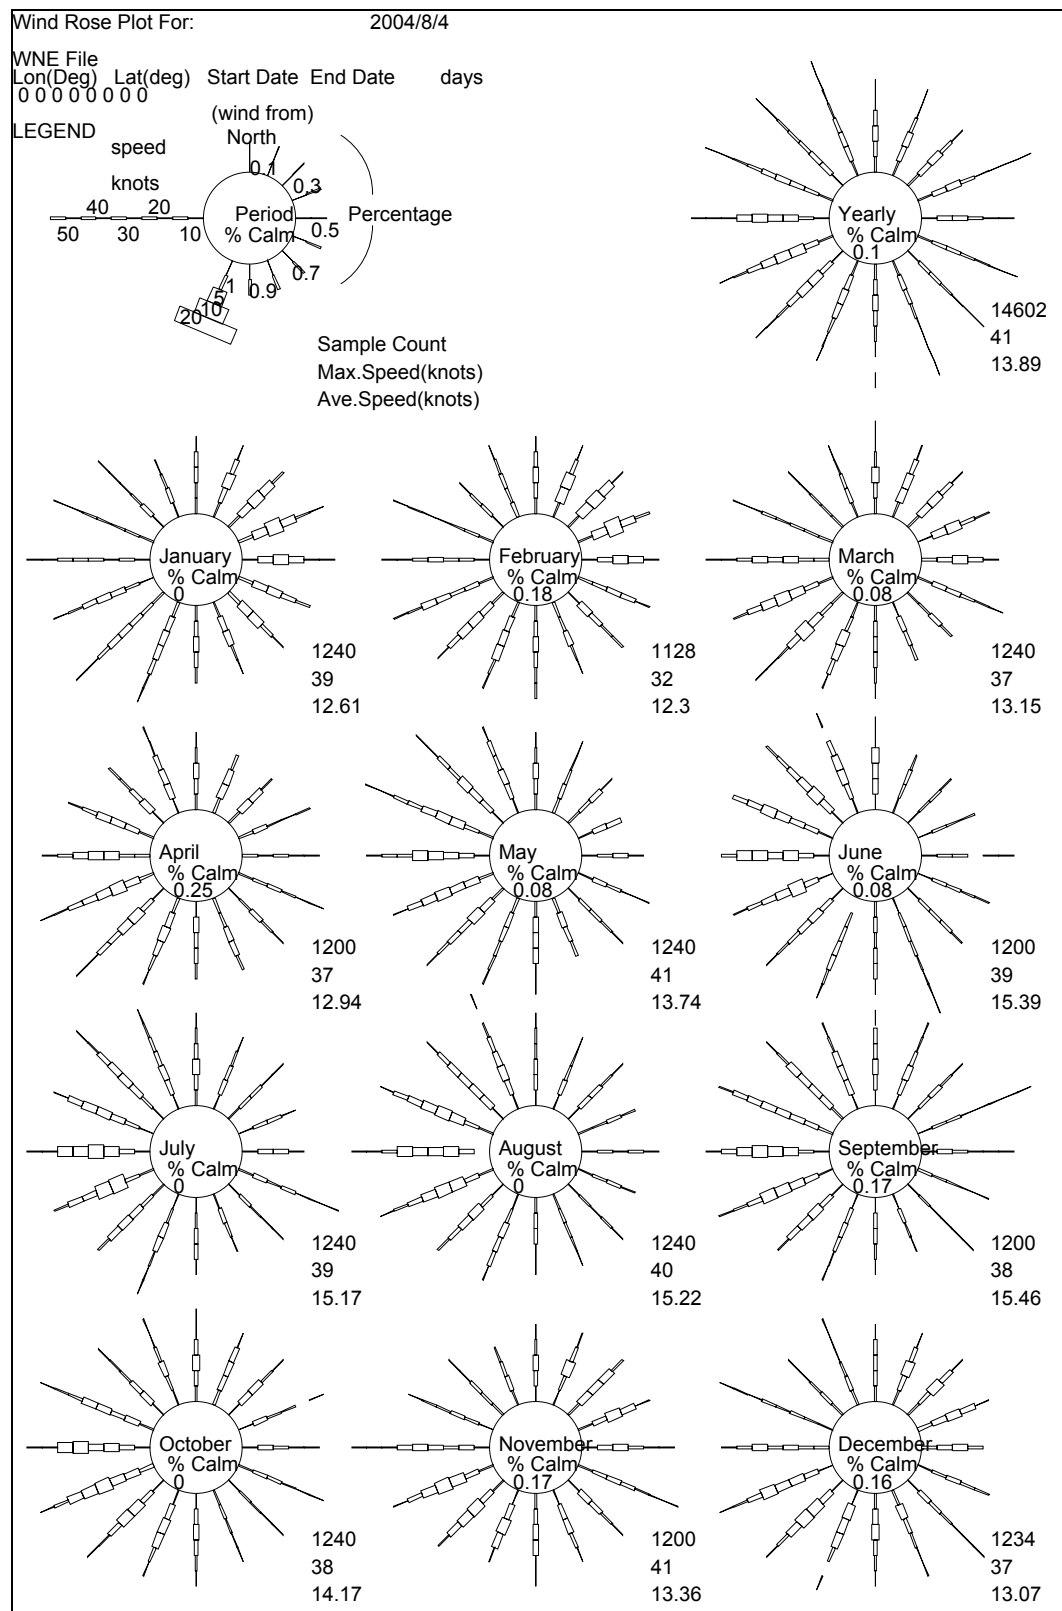 Wind Rose Plot For: 2004/8/4
WNE File
Lon(Deg) Lat(deg) Start Date End Date days
0 0 0 0 0 0 0 0
LEGEND
(wind from)
North
speed
knots
50 40 30 20 10
Period
% Calm
0.1
0.3
0.5
0.7
0.9
1
5
10
20
Percentage
Sample Count
Max.Speed(knots)
Ave.Speed(knots)
Yearly
% Calm
0.1
14602
41
13.89
January
% Calm
0
1240
39
12.61
February
% Calm
0.18
1128
32
12.3
March
% Calm
0.08
1240
37
13.15
April
% Calm
0.25
1200
37
12.94
May
% Calm
0.08
1240
41
13.74
June
% Calm
0.08
1200
39
15.39
July
% Calm
0
1240
39
15.17
August
% Calm
0
1240
40
15.22
September
% Calm
0.17
1200
38
15.46
October
% Calm
0
1240
38
14.17
November
% Calm
0.17
1200
41
13.36
December
% Calm
0.16
1234
37
13.07